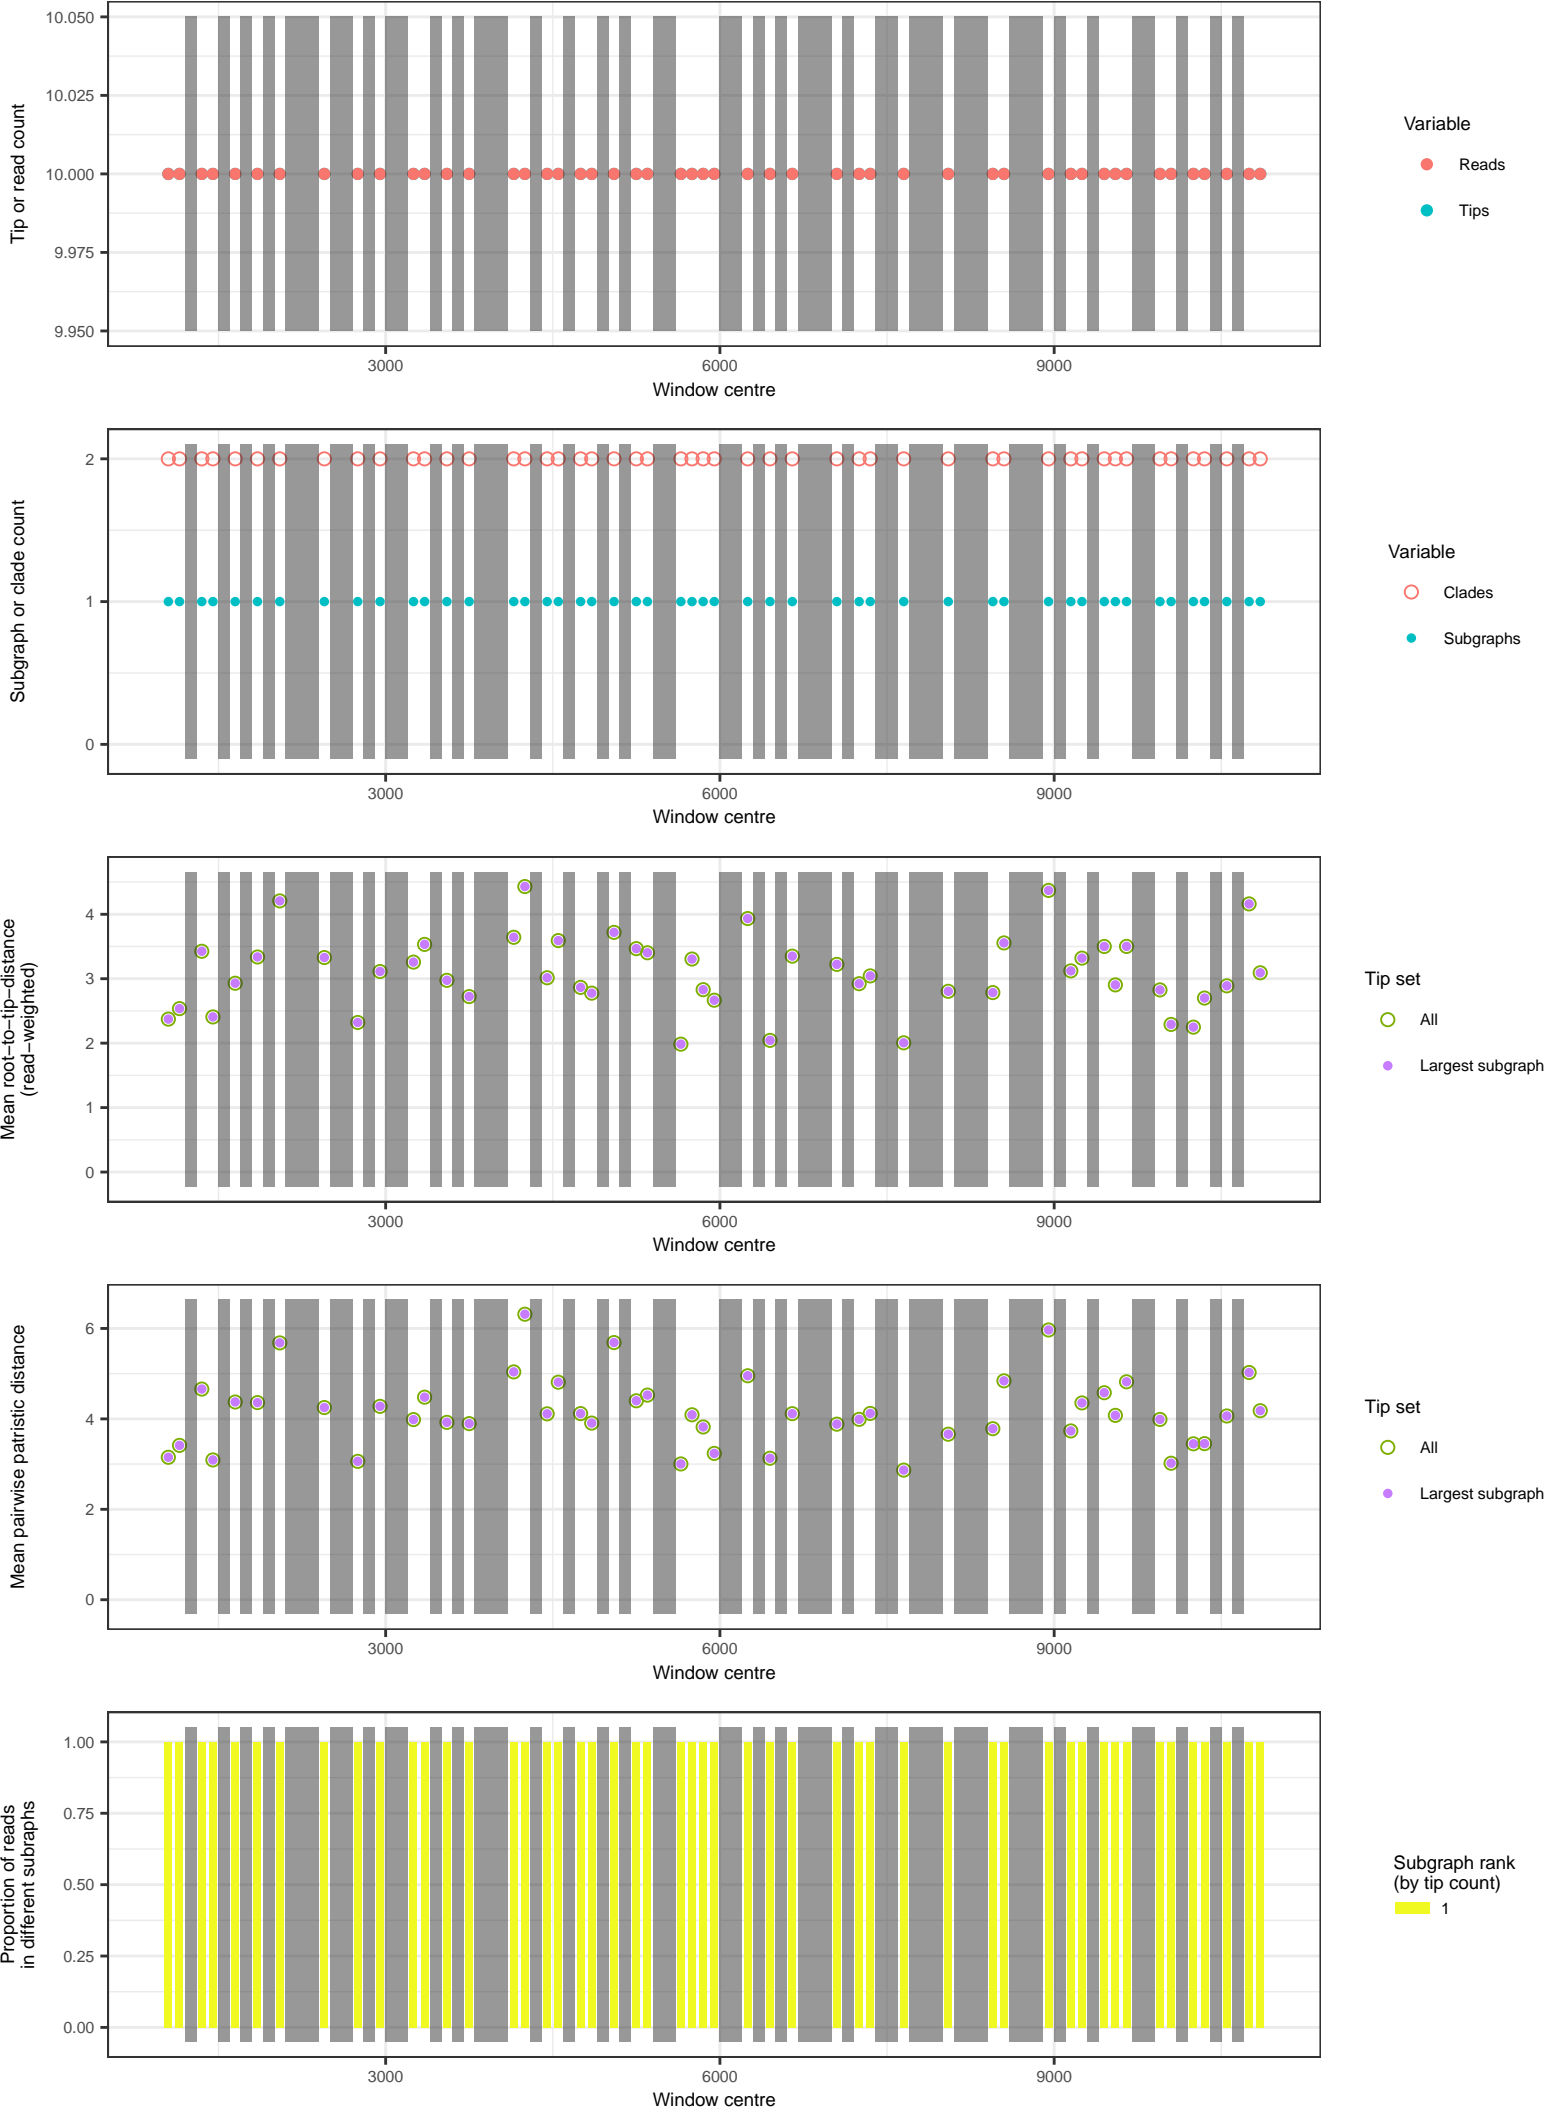 10.050
10.025
10.000
9.975
9.950
Tip or read count
3000
6000
9000
Window centre
Variable
Reads
Tips
2
1
0
Subgraph or clade count
3000
6000
9000
Window centre
Variable
Clades
Subgraphs
4
3
2
1
0
Mean root−to−tip−distance
(read−weighted)
3000
6000
9000
Window centre
Tip set
All
Largest subgraph
6
4
2
0
Mean pairwise patristic distance
3000
6000
9000
Window centre
Tip set
All
Largest subgraph
1.00
0.75
0.50
0.25
0.00
Proportion of reads
in different subraphs
3000
6000
9000
Window centre
Subgraph rank
(by tip count)
1